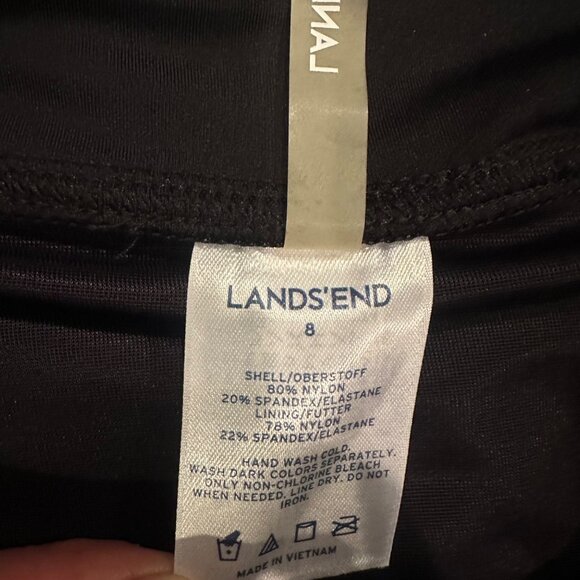 LAN
LANDS'END
8
SHELL/OBERSTOFF
80% NYLON
20% SPANDEX/ELASTANE
LINING/FUTTER
78% NYLON
22% SPANDEX/ELASTANE
HAND WASH COLD.
WASH DARK COLORS SEPARATELY.
ONLY NON-CHLORINE BLEACH
WHEN NEEDED. LINE DRY. DO NOT
IRON.
MADE IN VIETNAM